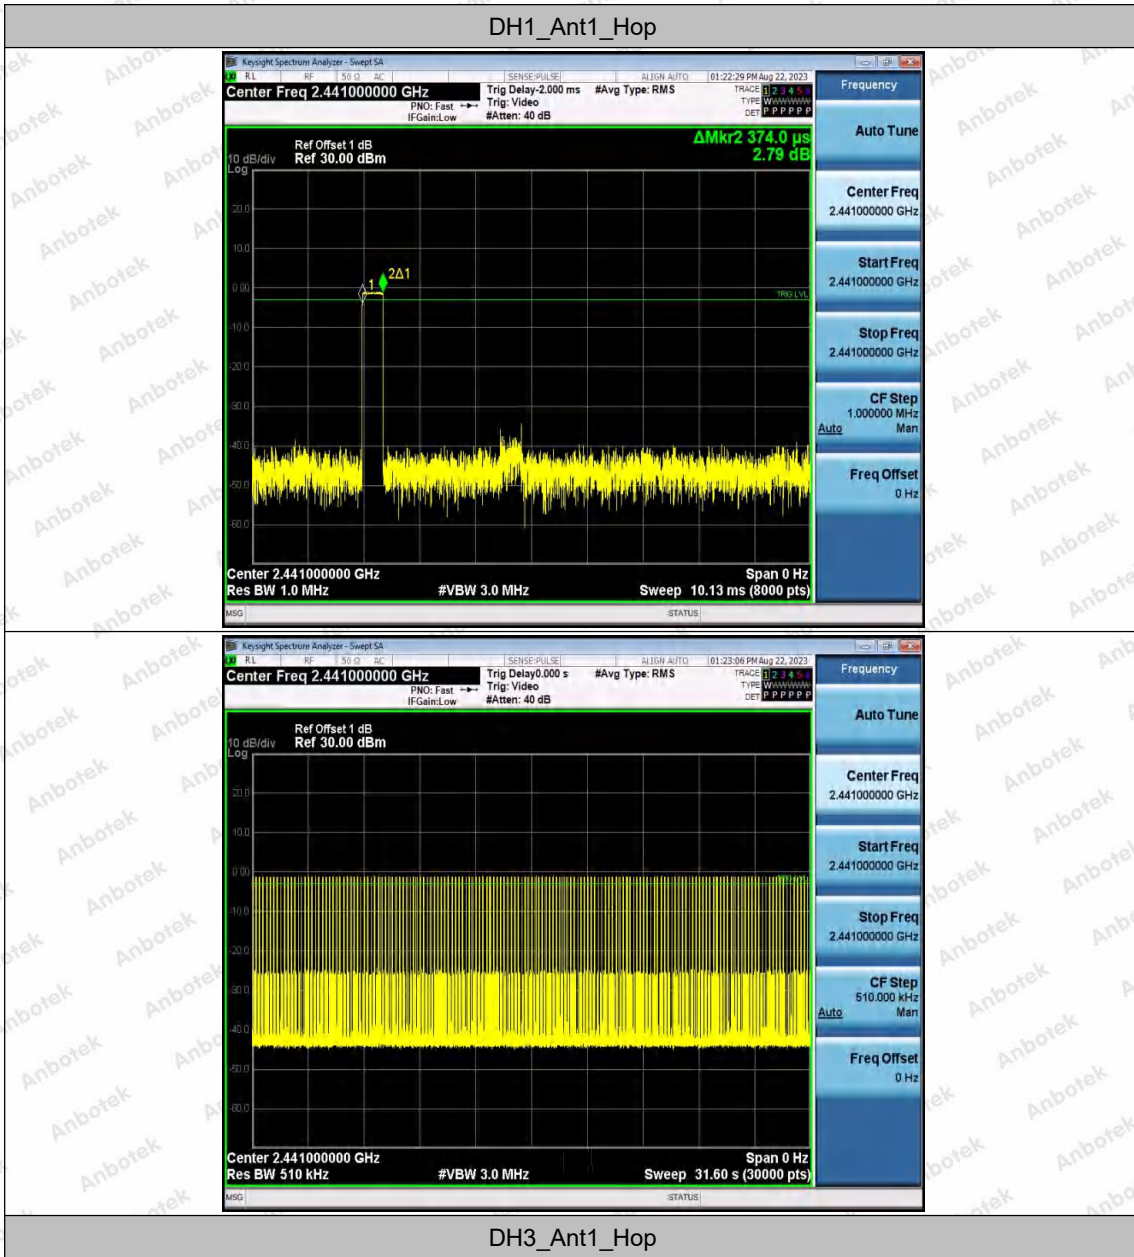 DH1_Ant1_Hop
Keysight Spectrum Analyzer - Swept SA
RL RF 50 Ω AC SENSE:PULSE ALIGN AUTO 01:22:29 PM Aug 22, 2023
Center Freq 2.441000000 GHz
PNO: Fast
IFGain:Low
Trig Delay-2.000 ms
Trig: Video
#Atten: 40 dB
#Avg Type: RMS
TRACE 1 2 3 4 5 6
TYPE WWWWWW
DET P P P P P P
Frequency
Auto Tune
Center Freq
2.441000000 GHz
Start Freq
2.441000000 GHz
Stop Freq
2.441000000 GHz
CF Step
1.000000 MHz
Auto Man
Freq Offset
0 Hz
ΔMkr2 374.0 μs
2.79 dB
Ref Offset 1 dB
10 dB/div Ref 30.00 dBm
Log
20.0
10.0
0.00
-10.0
-20.0
-30.0
-40.0
-50.0
-60.0
1
2Δ1
TRIG LVL
Center 2.441000000 GHz Span 0 Hz
Res BW 1.0 MHz #VBW 3.0 MHz Sweep 10.13 ms (8000 pts)
MSG STATUS
Keysight Spectrum Analyzer - Swept SA
RL RF 50 Ω AC SENSE:PULSE ALIGN AUTO 01:23:06 PM Aug 22, 2023
Center Freq 2.441000000 GHz
PNO: Fast
IFGain:Low
Trig Delay0.000 s
Trig: Video
#Atten: 40 dB
#Avg Type: RMS
TRACE 1 2 3 4 5 6
TYPE WWWWWW
DET P P P P P P
Frequency
Auto Tune
Center Freq
2.441000000 GHz
Start Freq
2.441000000 GHz
Stop Freq
2.441000000 GHz
CF Step
510.000 kHz
Auto Man
Freq Offset
0 Hz
Ref Offset 1 dB
10 dB/div Ref 30.00 dBm
Log
20.0
10.0
0.00
-10.0
-20.0
-30.0
-40.0
-50.0
-60.0
Center 2.441000000 GHz Span 0 Hz
Res BW 510 kHz #VBW 3.0 MHz Sweep 31.60 s (30000 pts)
MSG STATUS
DH3_Ant1_Hop